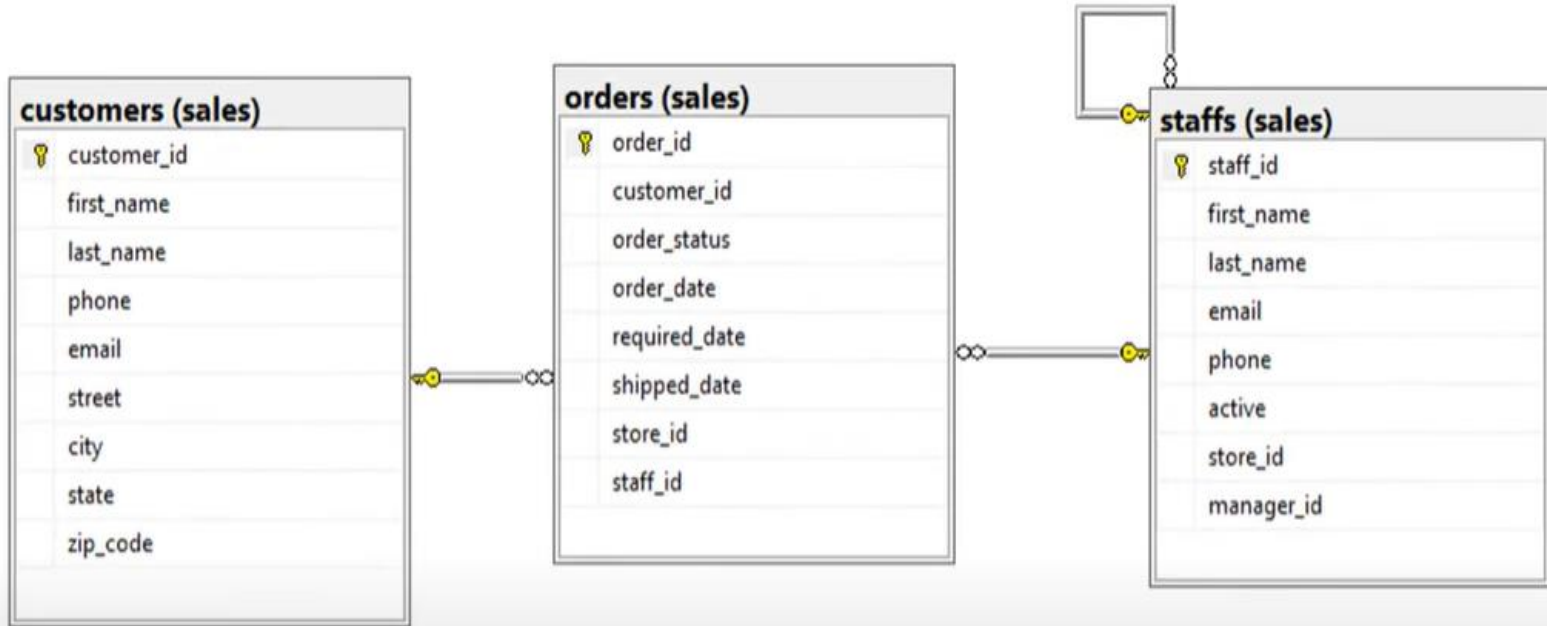 customers (sales)
customer_id
first_name
last_name
phone
email
street
city
state
zip_code
orders (sales)
order_id
customer_id
order_status
order_date
required_date
shipped_date
store_id
staff_id
staffs (sales)
staff_id
first_name
last_name
email
phone
active
store_id
manager_id